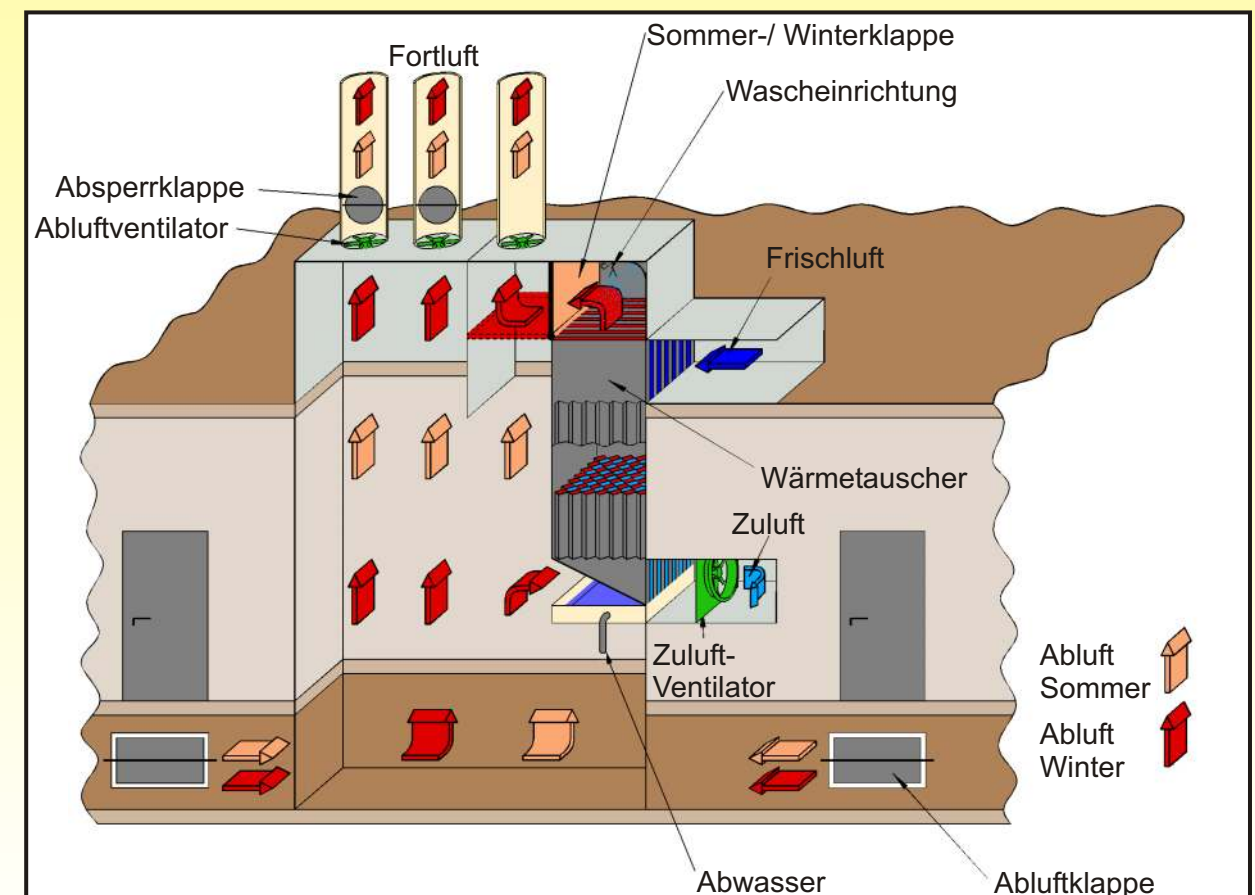 Sommer-/ Winterklappe
Fortluft
Wascheinrichtung
Absperrklappe
Abluftventilator
Frischluft
Wärmetauscher
Zuluft
Zuluft-
Ventilator
Abluft
Sommer
Abluft
Winter
Abwasser
Abluftklappe